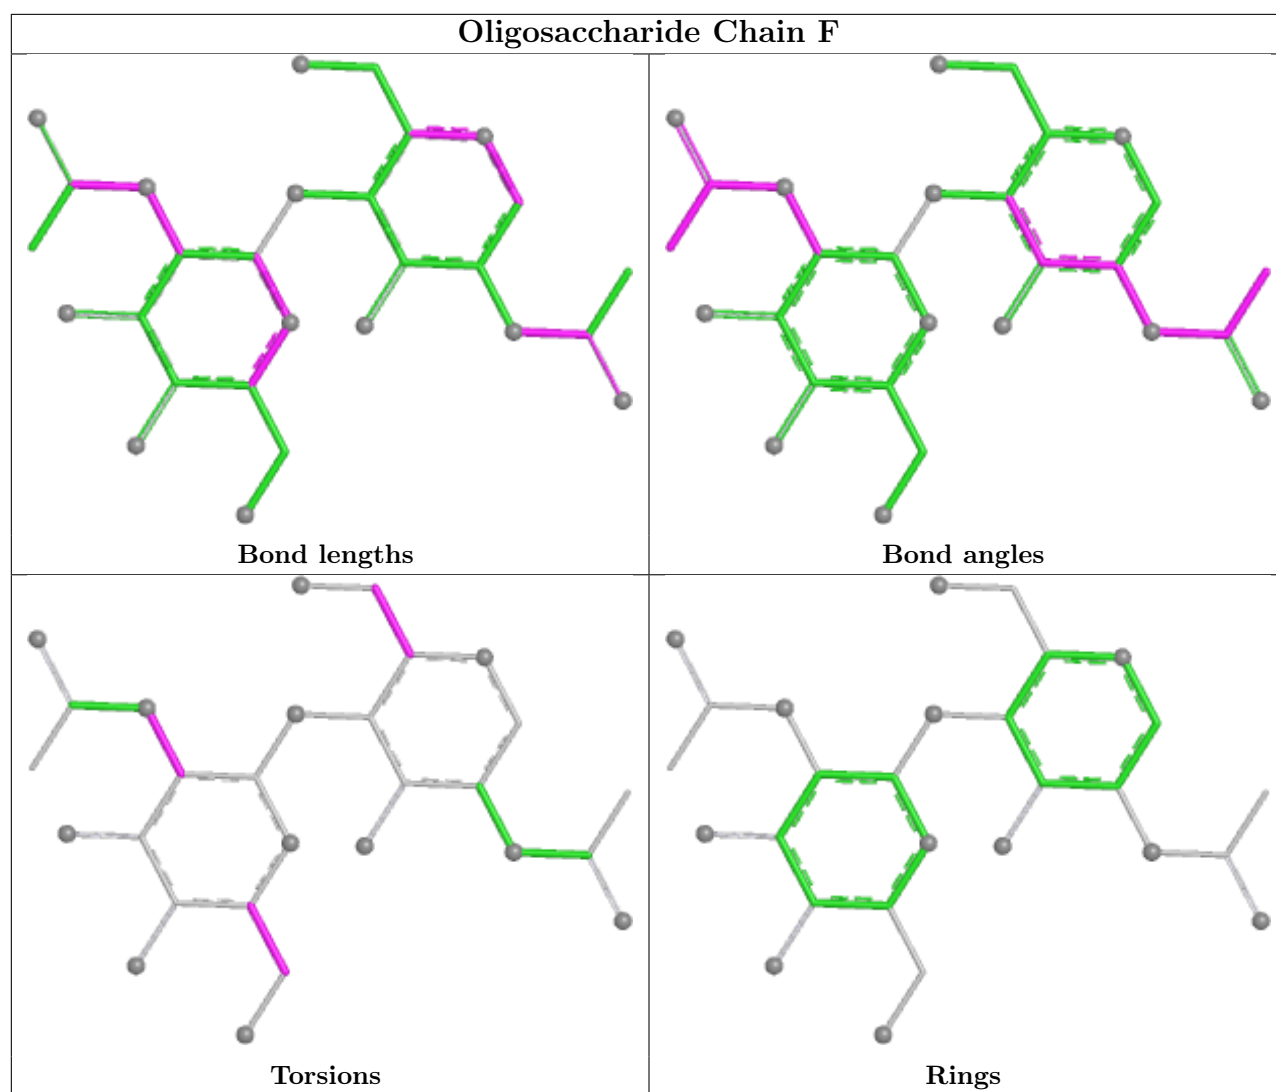 Oligosaccharide Chain F
Bond lengths
Bond angles
Torsions
Rings